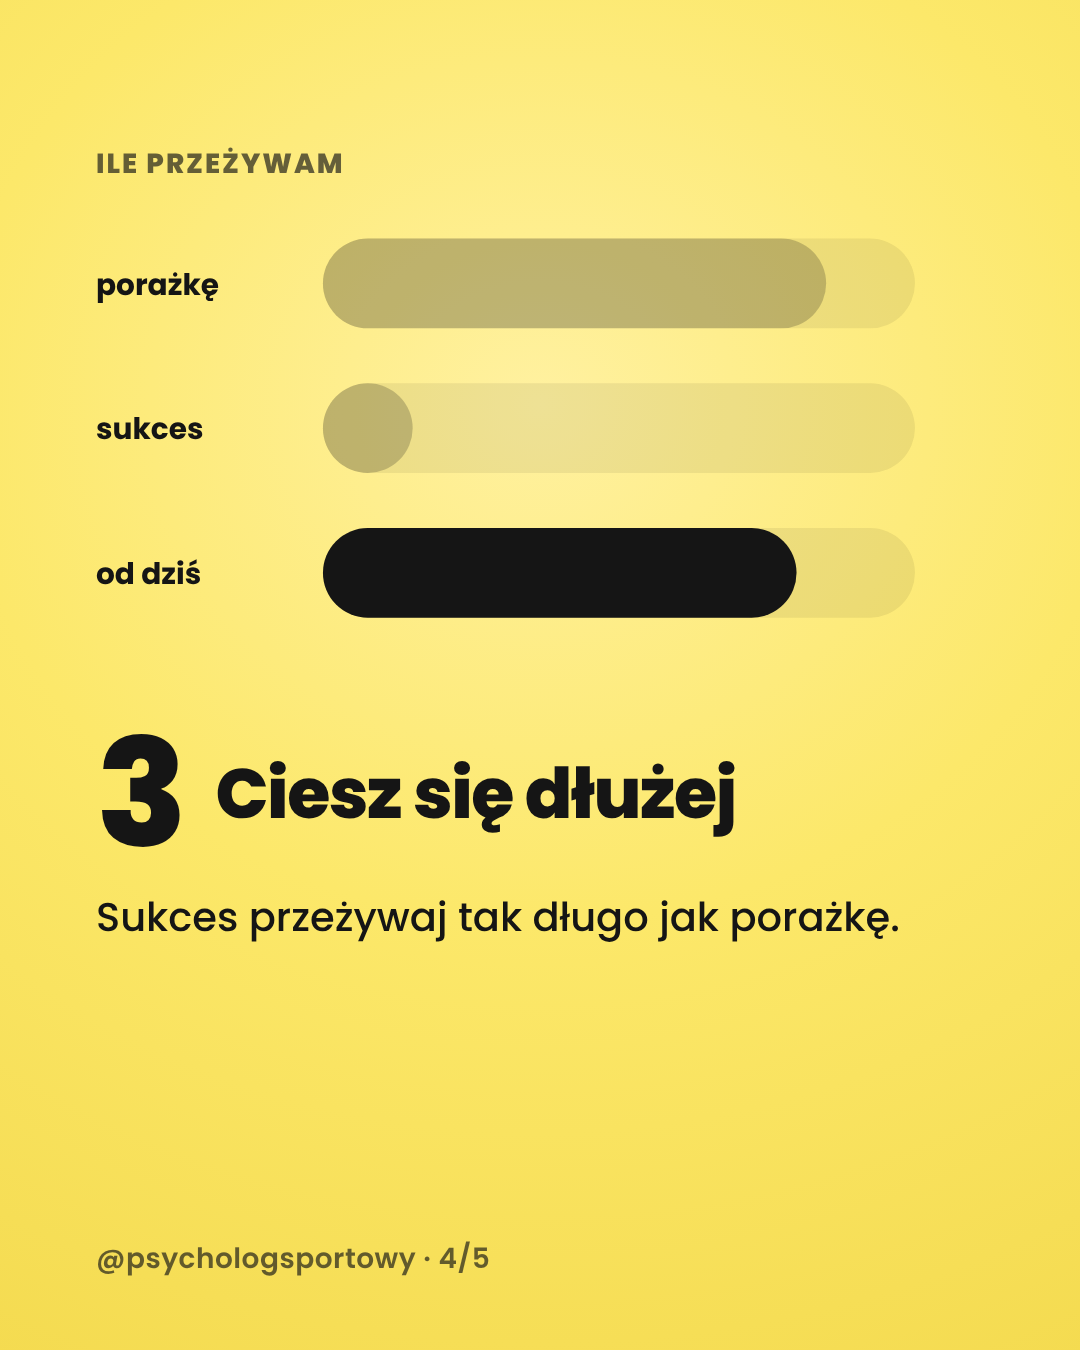 ILE PRZEŻYWAM
porażkę
sukces
od dziś
3 Ciesz się dłużej
Sukces przeżywaj tak długo jak porażkę.
@psychologsportowy · 4/5